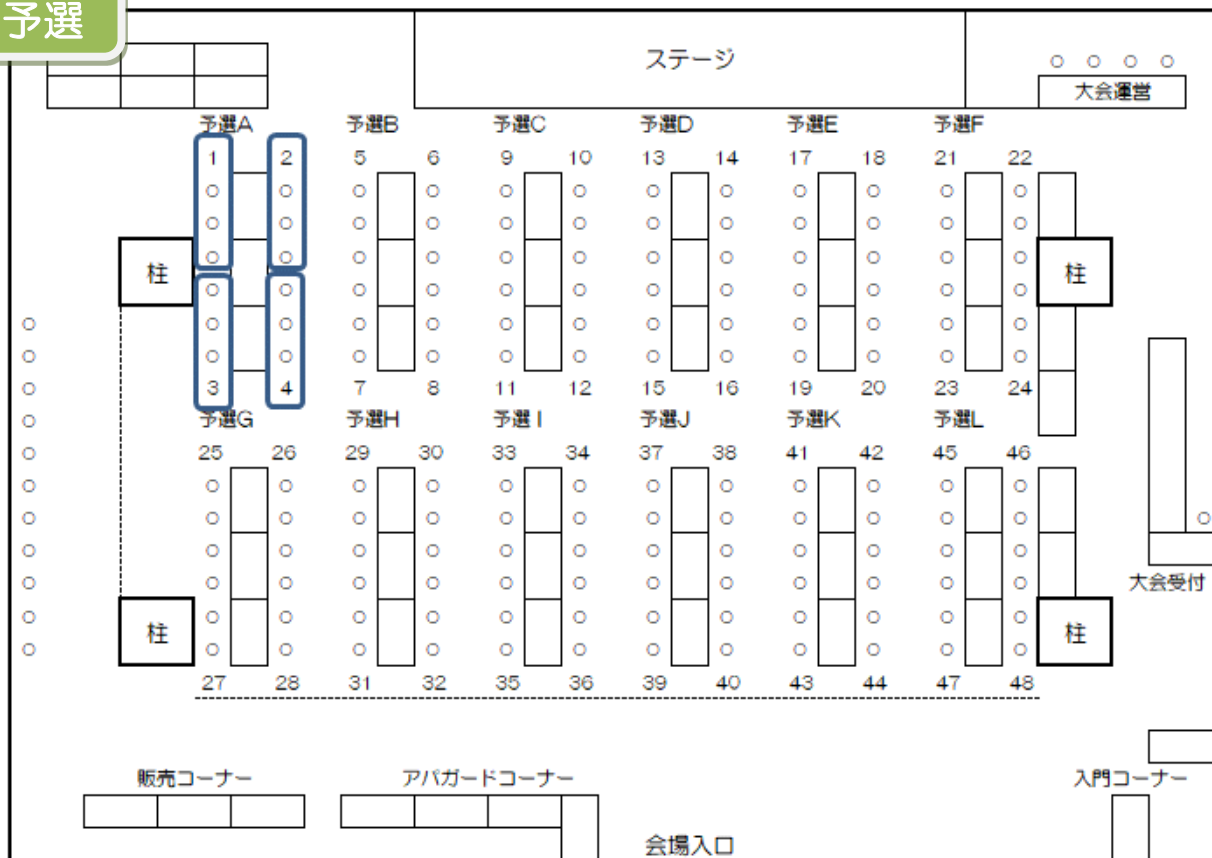 予選
ステージ
大会運営
予選A 予選B 予選C 予選D 予選E 予選F
1 2 5 6 9 10 13 14 17 18 21 22
柱 柱
3 4 7 8 11 12 15 16 19 20 23 24
予選G 予選H 予選I 予選J 予選K 予選L
25 26 29 30 33 34 37 38 41 42 45 46
大会受付
柱 柱
27 28 31 32 35 36 39 40 43 44 47 48
販売コーナー アバガードコーナー 入門コーナー
会場入口